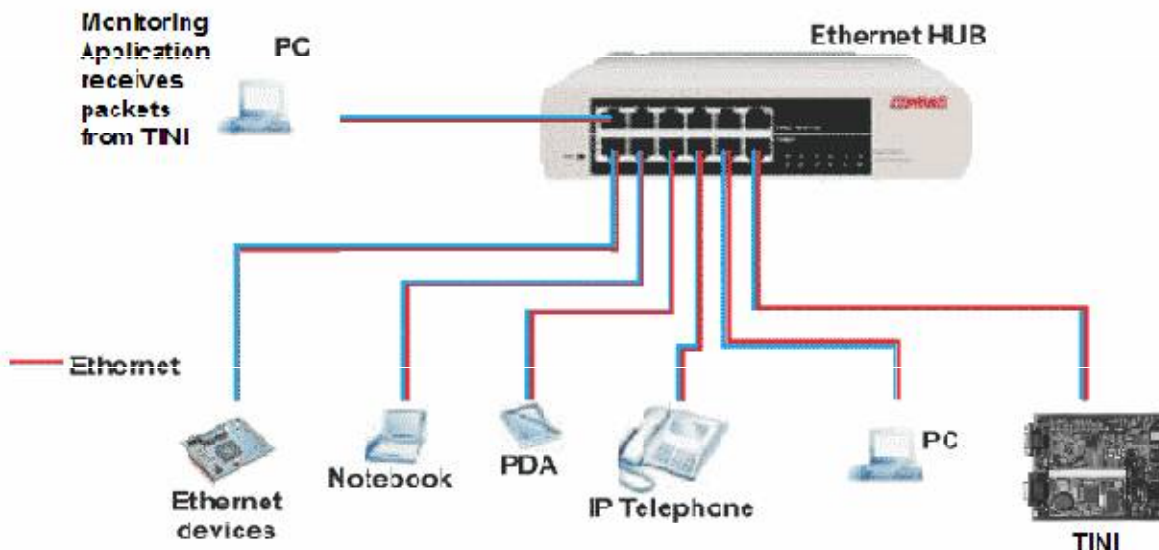 Monitoring
Application
receives
packets
from TINI
PC
Ethernet HUB
Ethernet
Ethernet
devices
Notebook
PDA
IP Telephone
PC
TINI